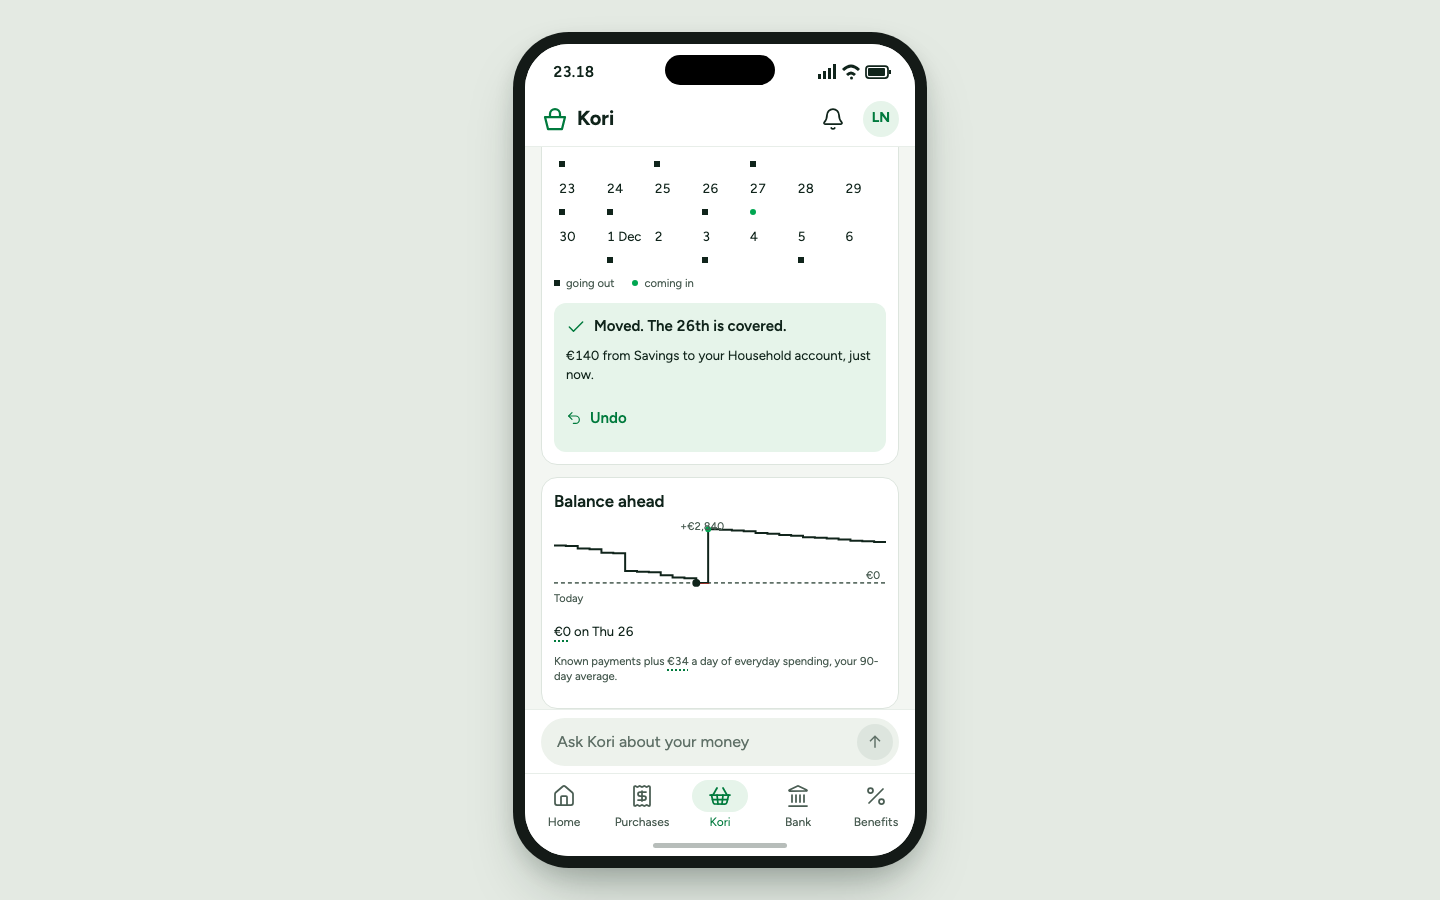 23.18
Kori
LN
23 24 25 26 27 28 29
30 1 Dec 2 3 4 5 6
going out coming in
Moved. The 26th is covered.
€140 from Savings to your Household account, just
now.
Undo
Balance ahead
+€2,840
€0
Today
€0 on Thu 26
Known payments plus €34 a day of everyday spending, your 90-
day average.
Ask Kori about your money
Home Purchases Kori Bank Benefits